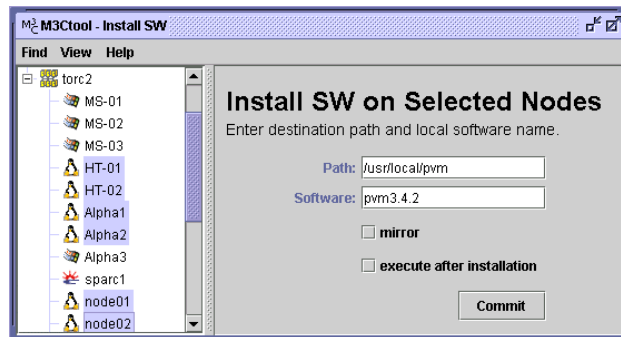 M3C M3Ctool - Install SW
Find View Help
torc2
MS-01
MS-02
MS-03
HT-01
HT-02
Alpha1
Alpha2
Alpha3
sparc1
node01
node02
Install SW on Selected Nodes
Enter destination path and local software name.
Path: /usr/local/pvm
Software: pvm3.4.2
mirror
execute after installation
Commit